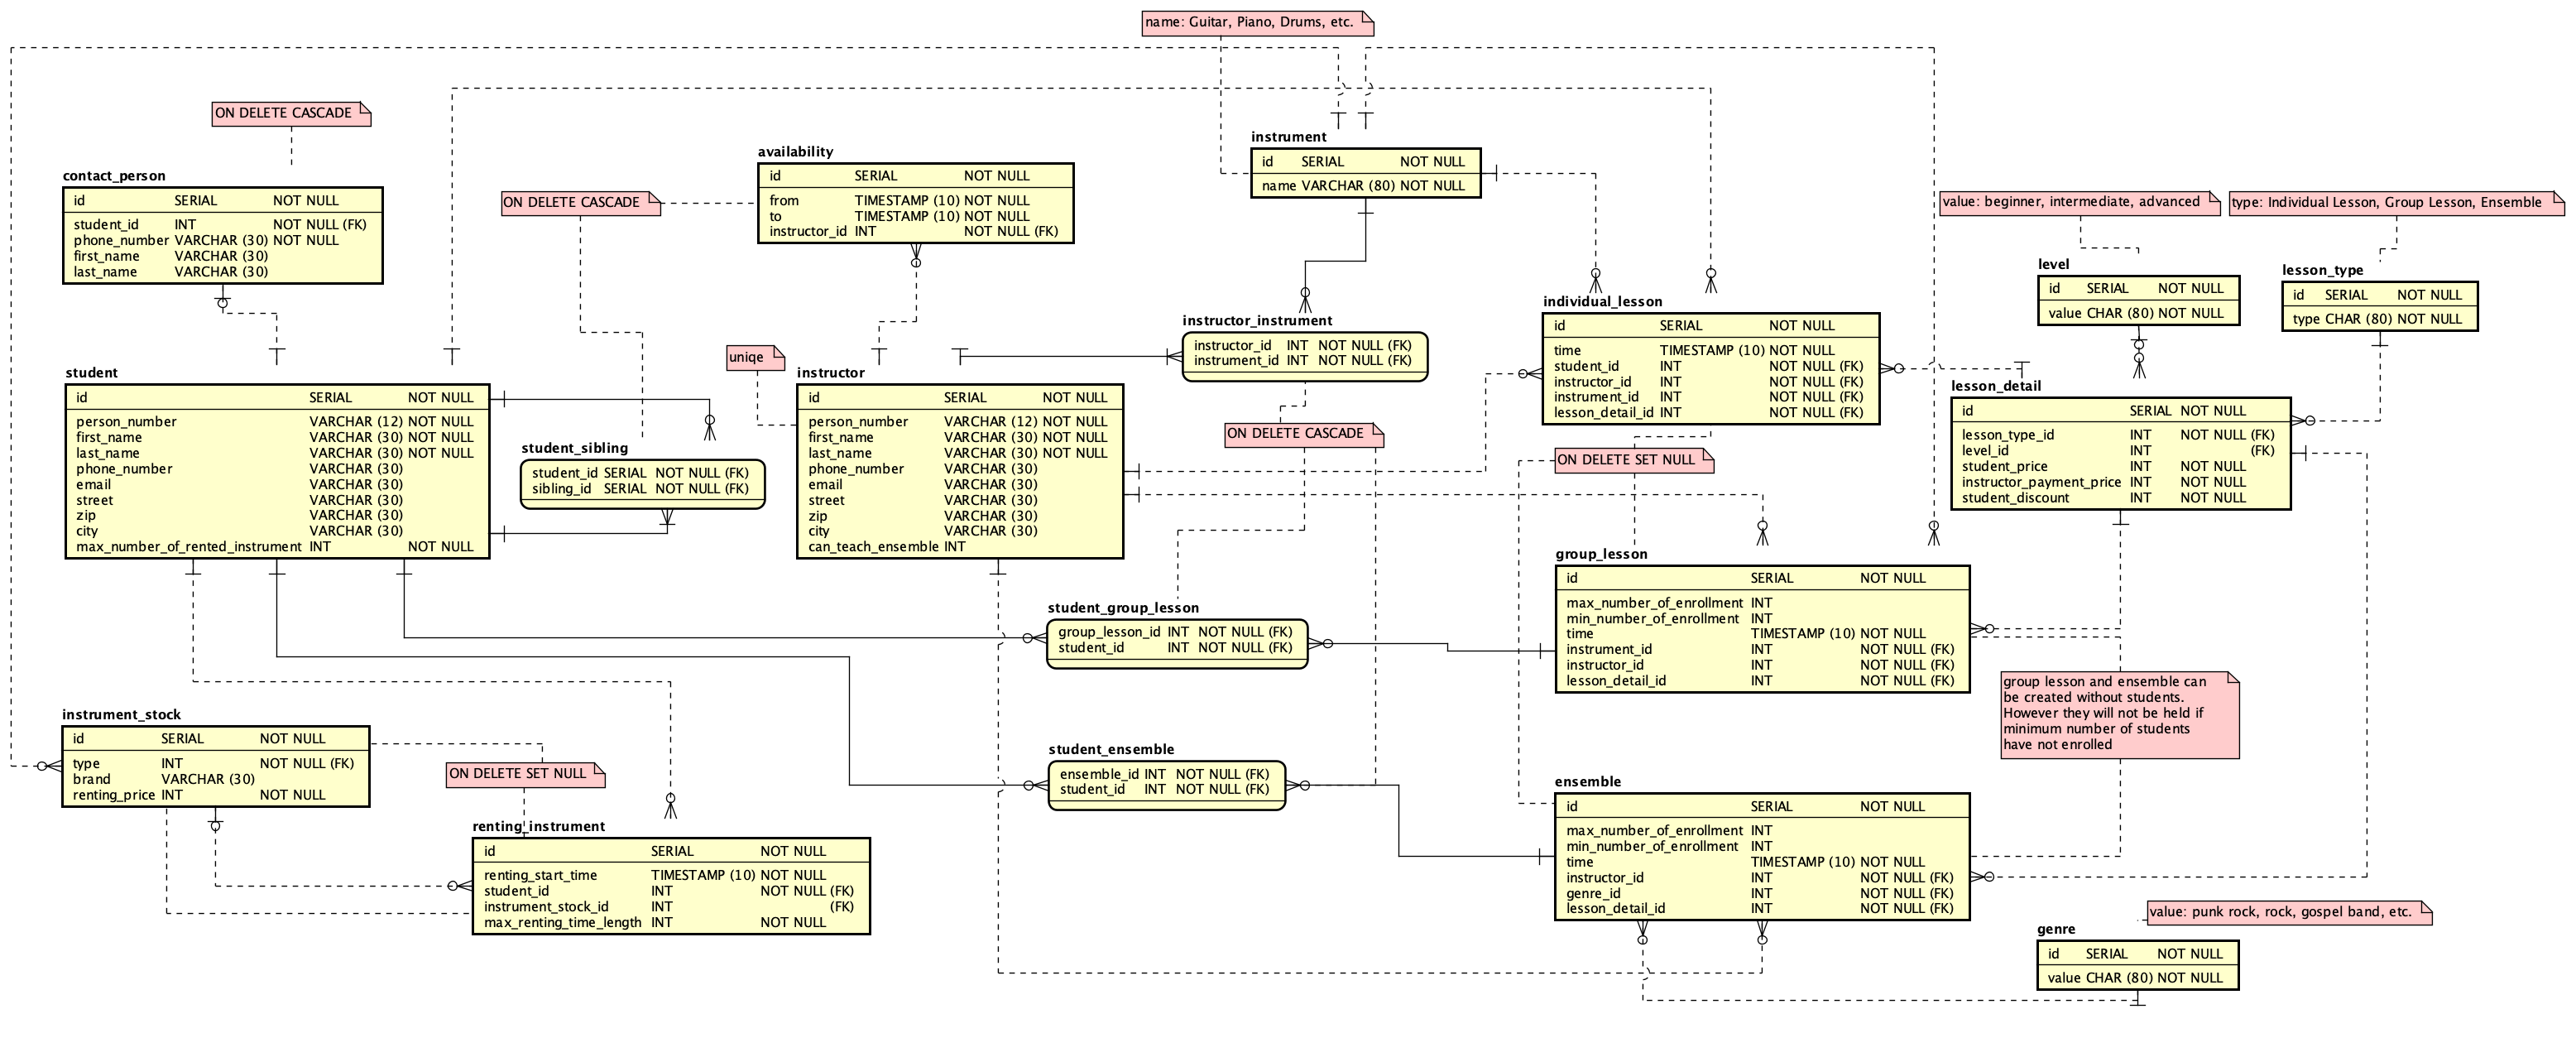 name: Guitar, Piano, Drums, etc.
ON DELETE CASCADE
contact_person
id SERIAL NOT NULL
student_id INT NOT NULL (FK)
phone_number VARCHAR (30) NOT NULL
first_name VARCHAR (30)
last_name VARCHAR (30)
availability
id SERIAL NOT NULL
from TIMESTAMP (10) NOT NULL
to TIMESTAMP (10) NOT NULL
instructor_id INT NOT NULL (FK)
ON DELETE CASCADE
instrument
id SERIAL NOT NULL
name VARCHAR (80) NOT NULL
value: beginner, intermediate, advanced
type: Individual Lesson, Group Lesson, Ensemble
level
id SERIAL NOT NULL
value CHAR (80) NOT NULL
lesson_type
id SERIAL NOT NULL
type CHAR (80) NOT NULL
instructor_instrument
instructor_id INT NOT NULL (FK)
instrument_id INT NOT NULL (FK)
individual_lesson
id SERIAL NOT NULL
time TIMESTAMP (10) NOT NULL
student_id INT NOT NULL (FK)
instructor_id INT NOT NULL (FK)
instrument_id INT NOT NULL (FK)
lesson_detail_id INT NOT NULL (FK)
student
id SERIAL NOT NULL
person_number VARCHAR (12) NOT NULL
first_name VARCHAR (30) NOT NULL
last_name VARCHAR (30) NOT NULL
phone_number VARCHAR (30)
email VARCHAR (30)
street VARCHAR (30)
zip VARCHAR (30)
city VARCHAR (30)
max_number_of_rented_instrument INT NOT NULL
uniqe
instructor
id SERIAL NOT NULL
person_number VARCHAR (12) NOT NULL
first_name VARCHAR (30) NOT NULL
last_name VARCHAR (30) NOT NULL
phone_number VARCHAR (30)
email VARCHAR (30)
street VARCHAR (30)
zip VARCHAR (30)
city VARCHAR (30)
can_teach_ensemble INT
student_sibling
student_id SERIAL NOT NULL (FK)
sibling_id SERIAL NOT NULL (FK)
ON DELETE CASCADE
ON DELETE SET NULL
lesson_detail
id SERIAL NOT NULL
lesson_type_id INT NOT NULL (FK)
level_id INT (FK)
student_price INT NOT NULL
instructor_payment_price INT NOT NULL
student_discount INT NOT NULL
group_lesson
id SERIAL NOT NULL
max_number_of_enrollment INT
min_number_of_enrollment INT
time TIMESTAMP (10) NOT NULL
instrument_id INT NOT NULL (FK)
instructor_id INT NOT NULL (FK)
lesson_detail_id INT NOT NULL (FK)
student_group_lesson
group_lesson_id INT NOT NULL (FK)
student_id INT NOT NULL (FK)
group lesson and ensemble can
be created without students.
However they will not be held if
minimum number of students
have not enrolled
instrument_stock
id SERIAL NOT NULL
type INT NOT NULL (FK)
brand VARCHAR (30)
renting_price INT NOT NULL
ON DELETE SET NULL
student_ensemble
ensemble_id INT NOT NULL (FK)
student_id INT NOT NULL (FK)
ensemble
id SERIAL NOT NULL
max_number_of_enrollment INT
min_number_of_enrollment INT
time TIMESTAMP (10) NOT NULL
instructor_id INT NOT NULL (FK)
genre_id INT NOT NULL (FK)
lesson_detail_id INT NOT NULL (FK)
renting_instrument
id SERIAL NOT NULL
renting_start_time TIMESTAMP (10) NOT NULL
student_id INT NOT NULL (FK)
instrument_stock_id INT (FK)
max_renting_time_length INT NOT NULL
value: punk rock, rock, gospel band, etc.
genre
id SERIAL NOT NULL
value CHAR (80) NOT NULL